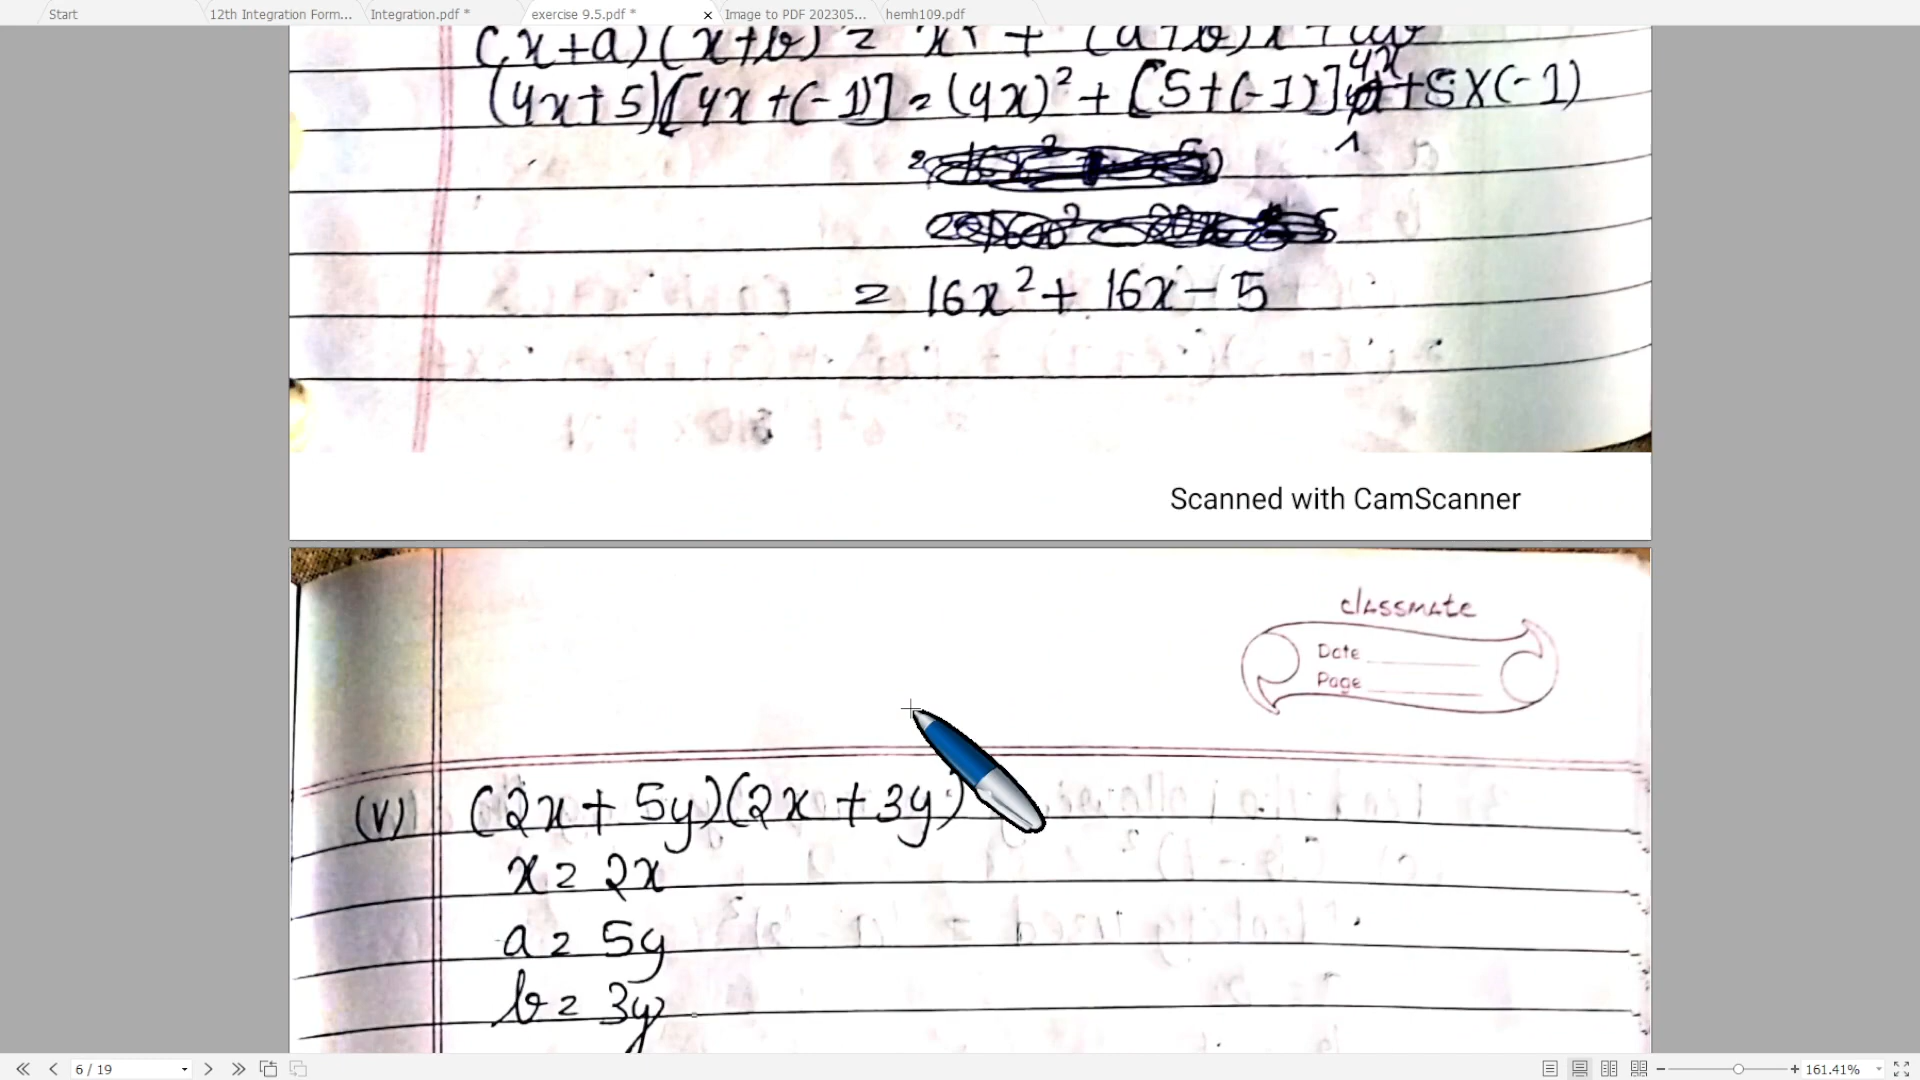 Start 12th Integration Form... Integration.pdf * exercise 9.5.pdf * × Image to PDF 202305... hemh109.pdf
(x+a)(x+b) = x² + (a+b)x + ab
(4x+5)[4x+(-1)] = (4x)² + [5+(-1)]4x+5×(-1)
= 16x² + 16x - 5
Scanned with CamScanner
classmate
Date
Page
(V) (2x + 5y)(2x + 3y)
x = 2x
a = 5y
b = 3y
6 / 19 161.41%